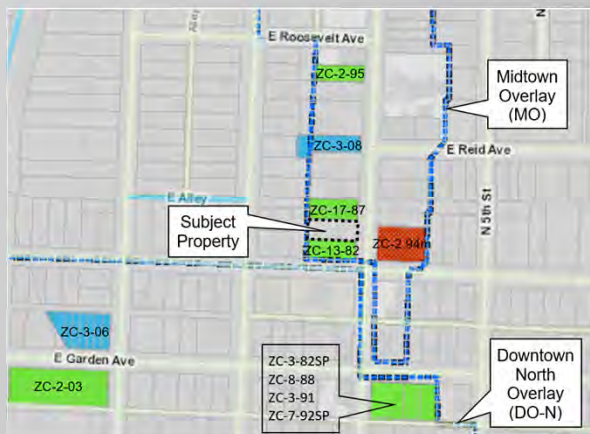 N
Alley
E Roosevelt Ave
ZC-2-95
Midtown
Overlay
(MO)
ZC-3-08
E Reid Ave
E Alley
ZC-17-87
N 5th St
Subject
Property
ZC-2 94m
ZC-13-82
ZC-3-06
E Garden Ave
ZC-3-82SP
ZC-8-88
ZC-3-91
ZC-7-92SP
Downtown
North
Overlay
(DO-N)
ZC-2-03